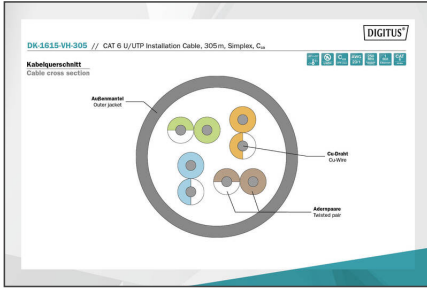 DIGITUS®
DK-1615-VH-305 // CAT 6 U/UTP Installation Cable, 305m, Simplex, Cca
Kabelquerschnitt
Cable cross section
Außenmantel
Outer jacket
Cu-Draht
Cu-Wire
Aderpaare
Twisted pair